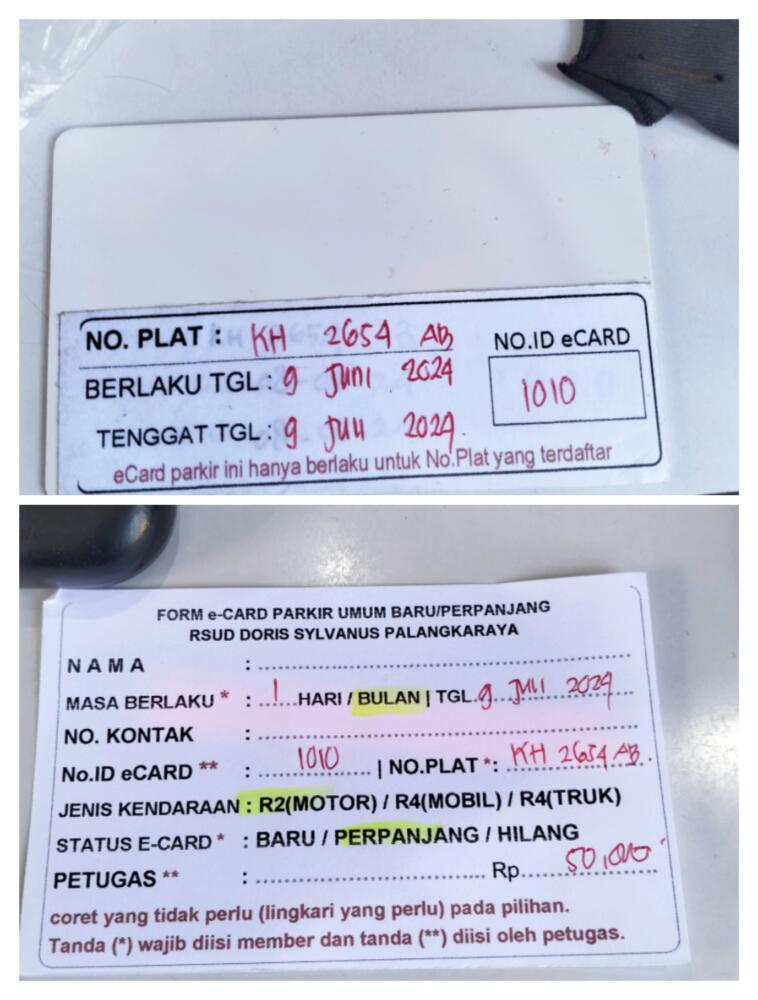 NO. PLAT : KH 2654 AB
NO.ID eCARD
BERLAKU TGL : 9 Juni 2024
1010
TENGGAT TGL : 9 Juli 2024.
eCard parkir ini hanya berlaku untuk No.Plat yang terdaftar
FORM e-CARD PARKIR UMUM BARU/PERPANJANG
RSUD DORIS SYLVANUS PALANGKARAYA
NAMA : ........................................
MASA BERLAKU * : ...1...HARI / BULAN | TGL. 9 Juli 2024
NO. KONTAK : ........................................
No.ID eCARD ** : 1010 | NO.PLAT *: KH 2654 AB.
JENIS KENDARAAN : R2(MOTOR) / R4(MOBIL) / R4(TRUK)
STATUS E-CARD * : BARU / PERPANJANG / HILANG
PETUGAS ** : ........................ Rp. 50,000
coret yang tidak perlu (lingkari yang perlu) pada pilihan.
Tanda (*) wajib diisi member dan tanda (**) diisi oleh petugas.